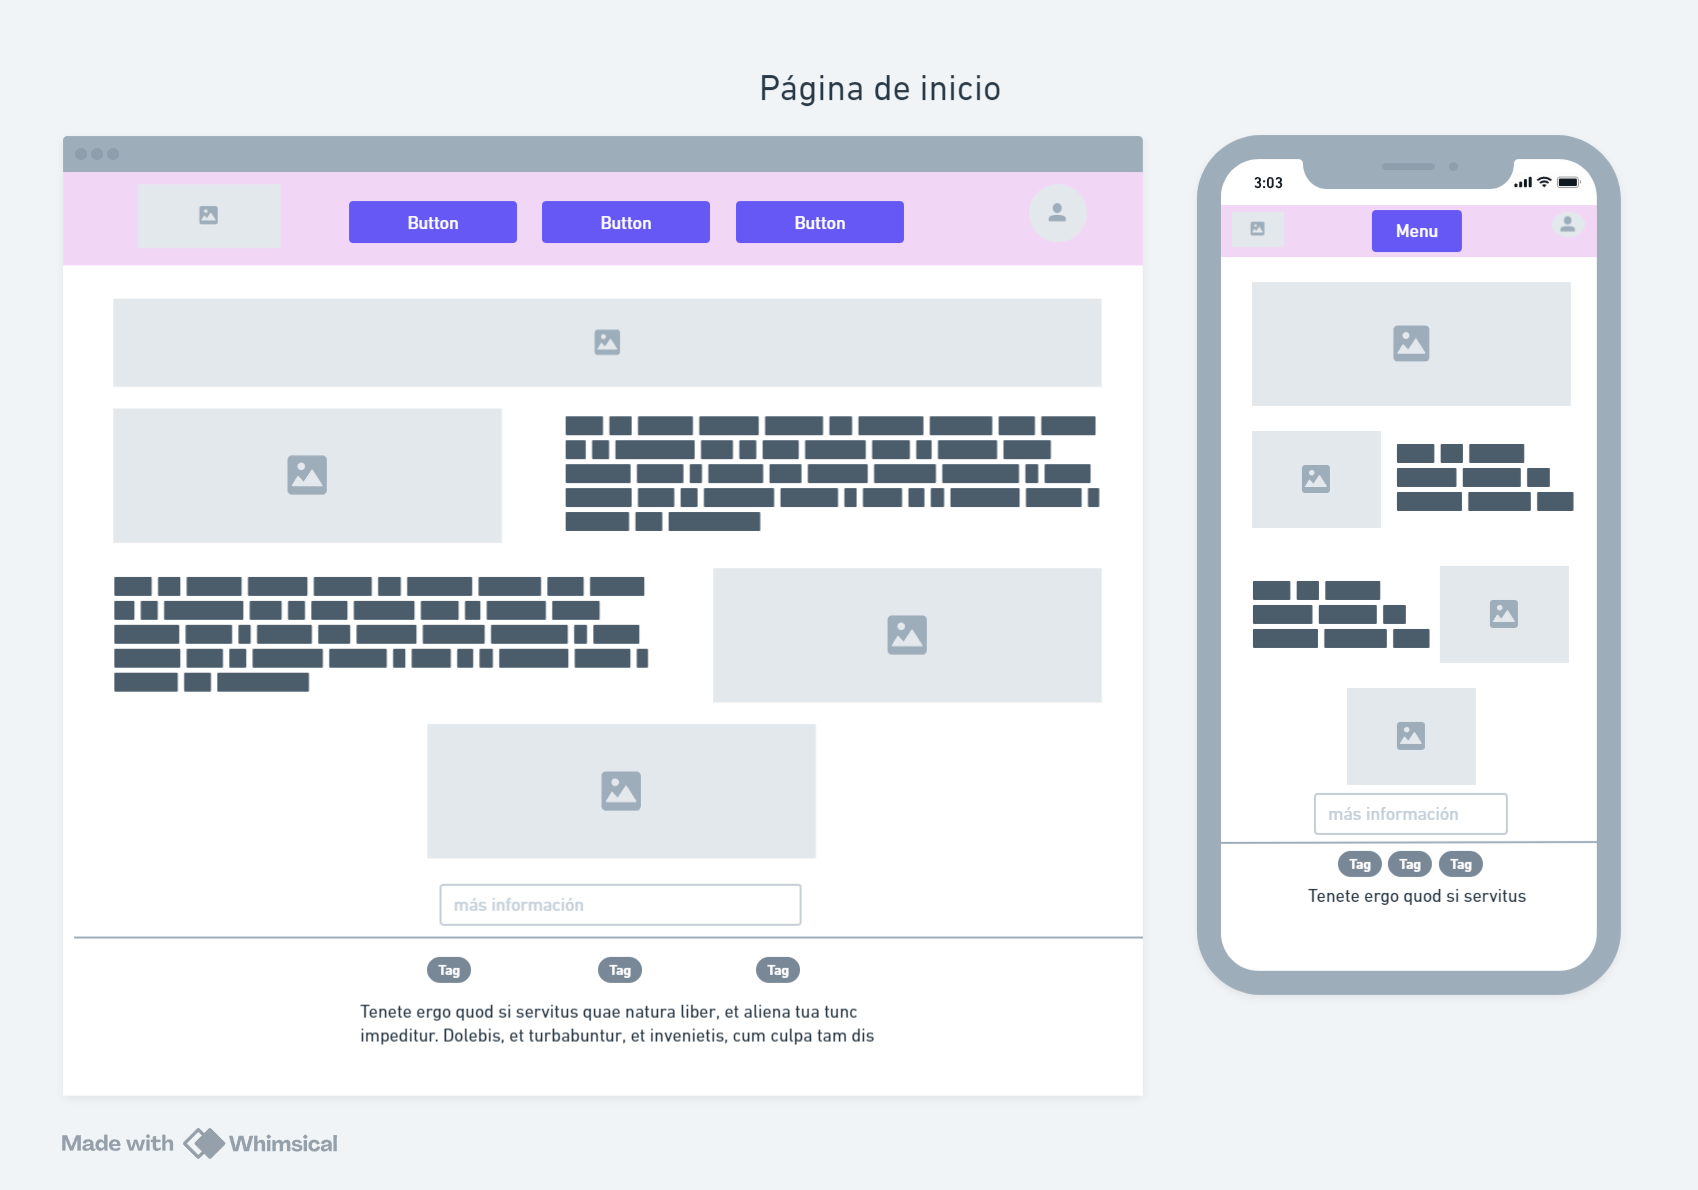 Página de inicio
Button
Button
Button
más información
Tag
Tag
Tag
Tenete ergo quod si servitus quae natura liber, et aliena tua tunc
impeditur. Dolebis, et turbabuntur, et invenietis, cum culpa tam dis
3:03
Menu
más información
Tag
Tag
Tag
Tenete ergo quod si servitus
Made with Whimsical